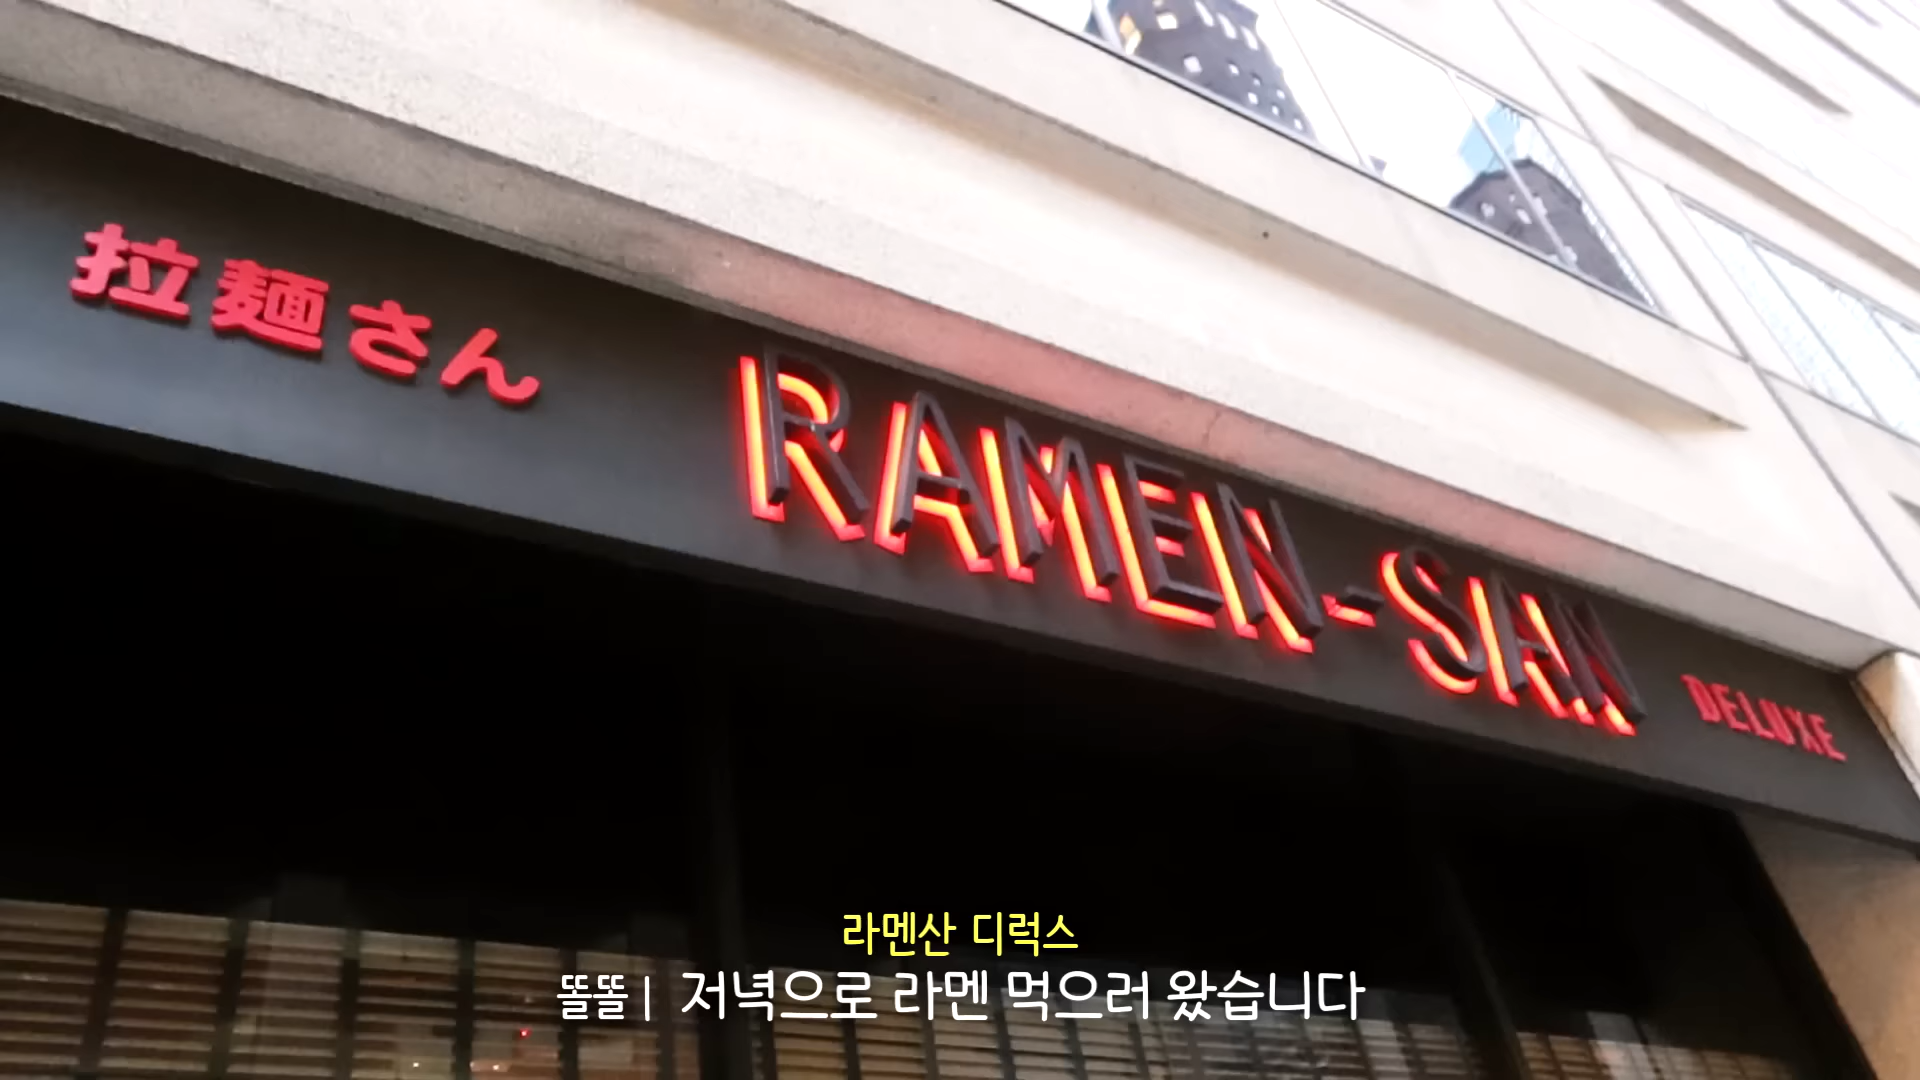 拉麺さん
RAMEN-SAN
DELUXE
라멘산 디럭스
똘똘 | 저녁으로 라멘 먹으러 왔습니다